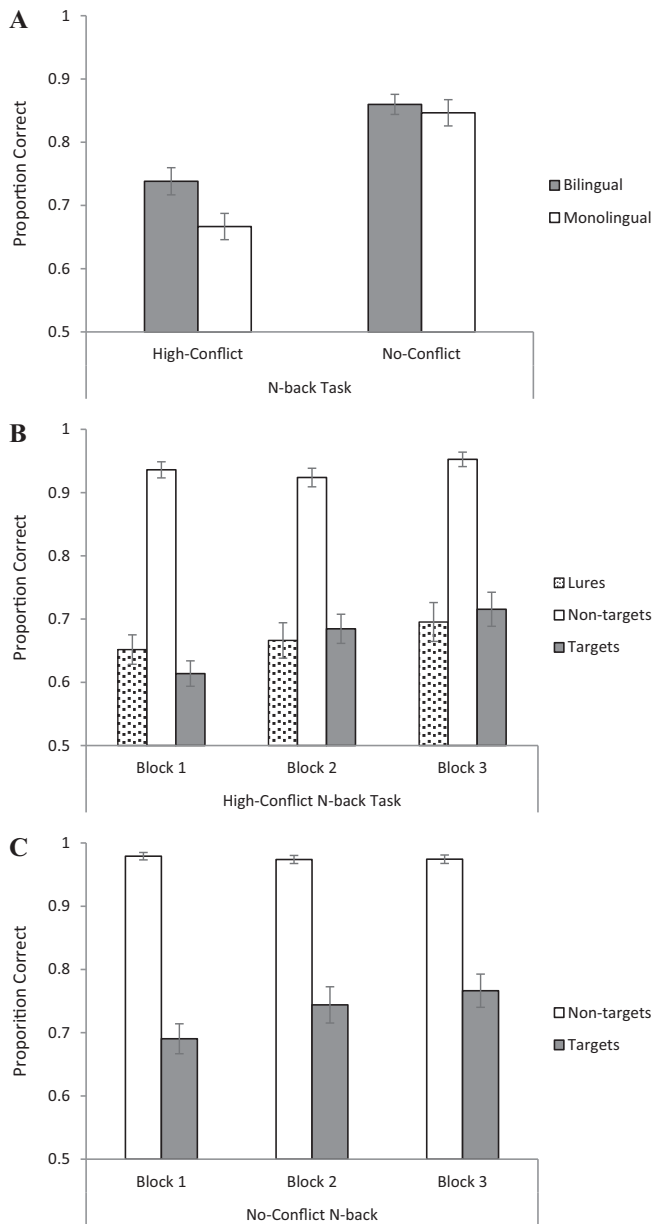 A
1
0.9
0.8
0.7
0.6
0.5
Proportion Correct
High-Conflict No-Conflict
N-back Task
Bilingual
Monolingual
B
1
0.9
0.8
0.7
0.6
0.5
Proportion Correct
Block 1 Block 2 Block 3
High-Conflict N-back Task
Lures
Non-targets
Targets
C
1
0.9
0.8
0.7
0.6
0.5
Proporition Correct
Block 1 Block 2 Block 3
No-Conflict N-back
Non-targets
Targets